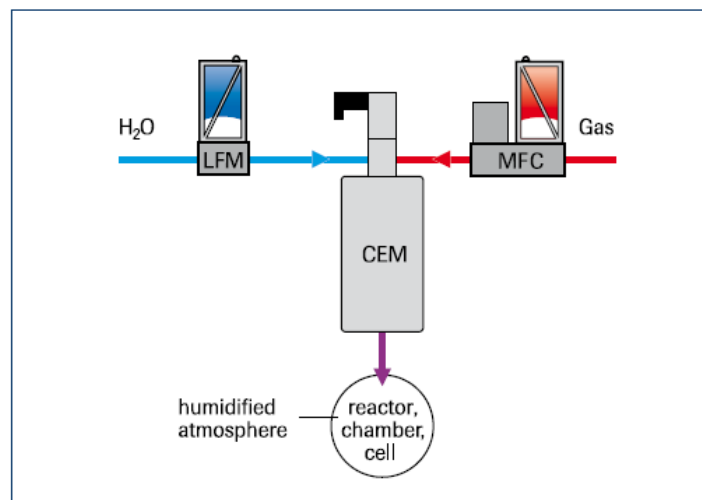 H₂O
LFM
MFC
Gas
CEM
humidified
atmosphere
reactor,
chamber,
cell